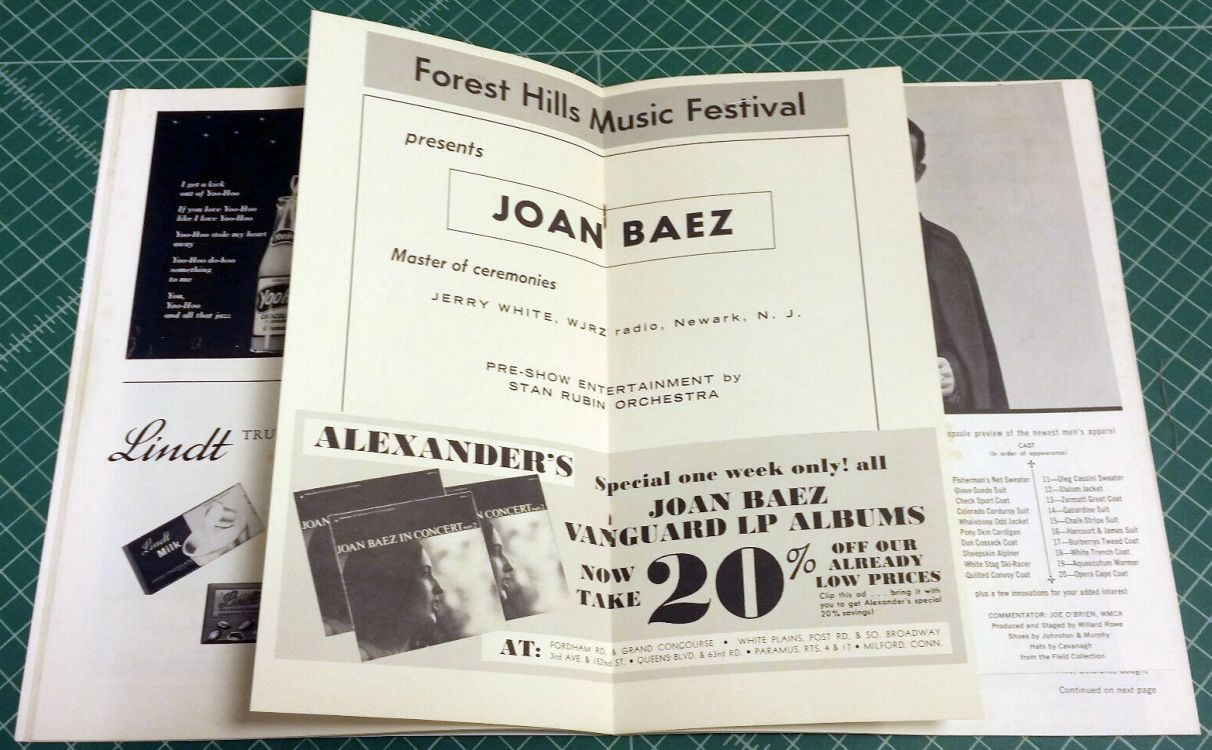 I get a kick
out of Yoo-Hoo
If you love Yoo-Hoo
like I love Yoo-Hoo
Yoo-Hoo stole my heart
away
Yoo-Hoo do-hoo
something
to me
You,
Yoo-Hoo
and all that jazz
Lindt
Lindt
Milk
Forest Hills Music Festival
presents
JOAN BAEZ
Master of ceremonies
JERRY WHITE, WJRZ radio, Newark, N. J.
PRE-SHOW ENTERTAINMENT by
STAN RUBIN ORCHESTRA
ALEXANDER'S
JOAN
JOAN BAEZ IN CONCERT
CONCERT PART 2
Special one week only! all
JOAN BAEZ
VANGUARD LP ALBUMS
NOW
TAKE
20%
OFF OUR
ALREADY
LOW PRICES
Clip this ad . . . bring it with
you to get Alexander's special
20% savings!
AT: FORDHAM RD. & GRAND CONCOURSE • WHITE PLAINS, POST RD. & SO. BROADWAY
3rd AVE. & 152nd ST. • QUEENS BLVD. & 63rd RD. • PARAMUS, RTS. 4 & 17 • MILFORD, CONN.
preview of the newest men's apparel
CAST
(in order of appearance)
Fisherman's Net Sweater
Glove-Suede Suit
Check Sport Coat
Colorado Corduroy Suit
Whalebone Odd Jacket
Pony Skin Cardigan
Don Cossack Coat
Sheepskin Alpiner
White Stag Ski-Racer
Quilted Convoy Coat
11—Oleg Cassini Sweater
12—Slalom Jacket
13—Zermatt Great Coat
14—Gabardine Suit
15—Chalk Stripe Suit
16—Harcourt & James Suit
17—Burberrys Tweed Coat
18—White Trench Coat
19—Aquascutum Warmer
20—Opera Cape Coat
plus a few innovations for your added interest
COMMENTATOR: JOE O'BRIEN, WMCA
Produced and Staged by Willard Rowe
Shoes by Johnston & Murphy
Hats by Cavanagh
from the Field Collection
Continued on next page